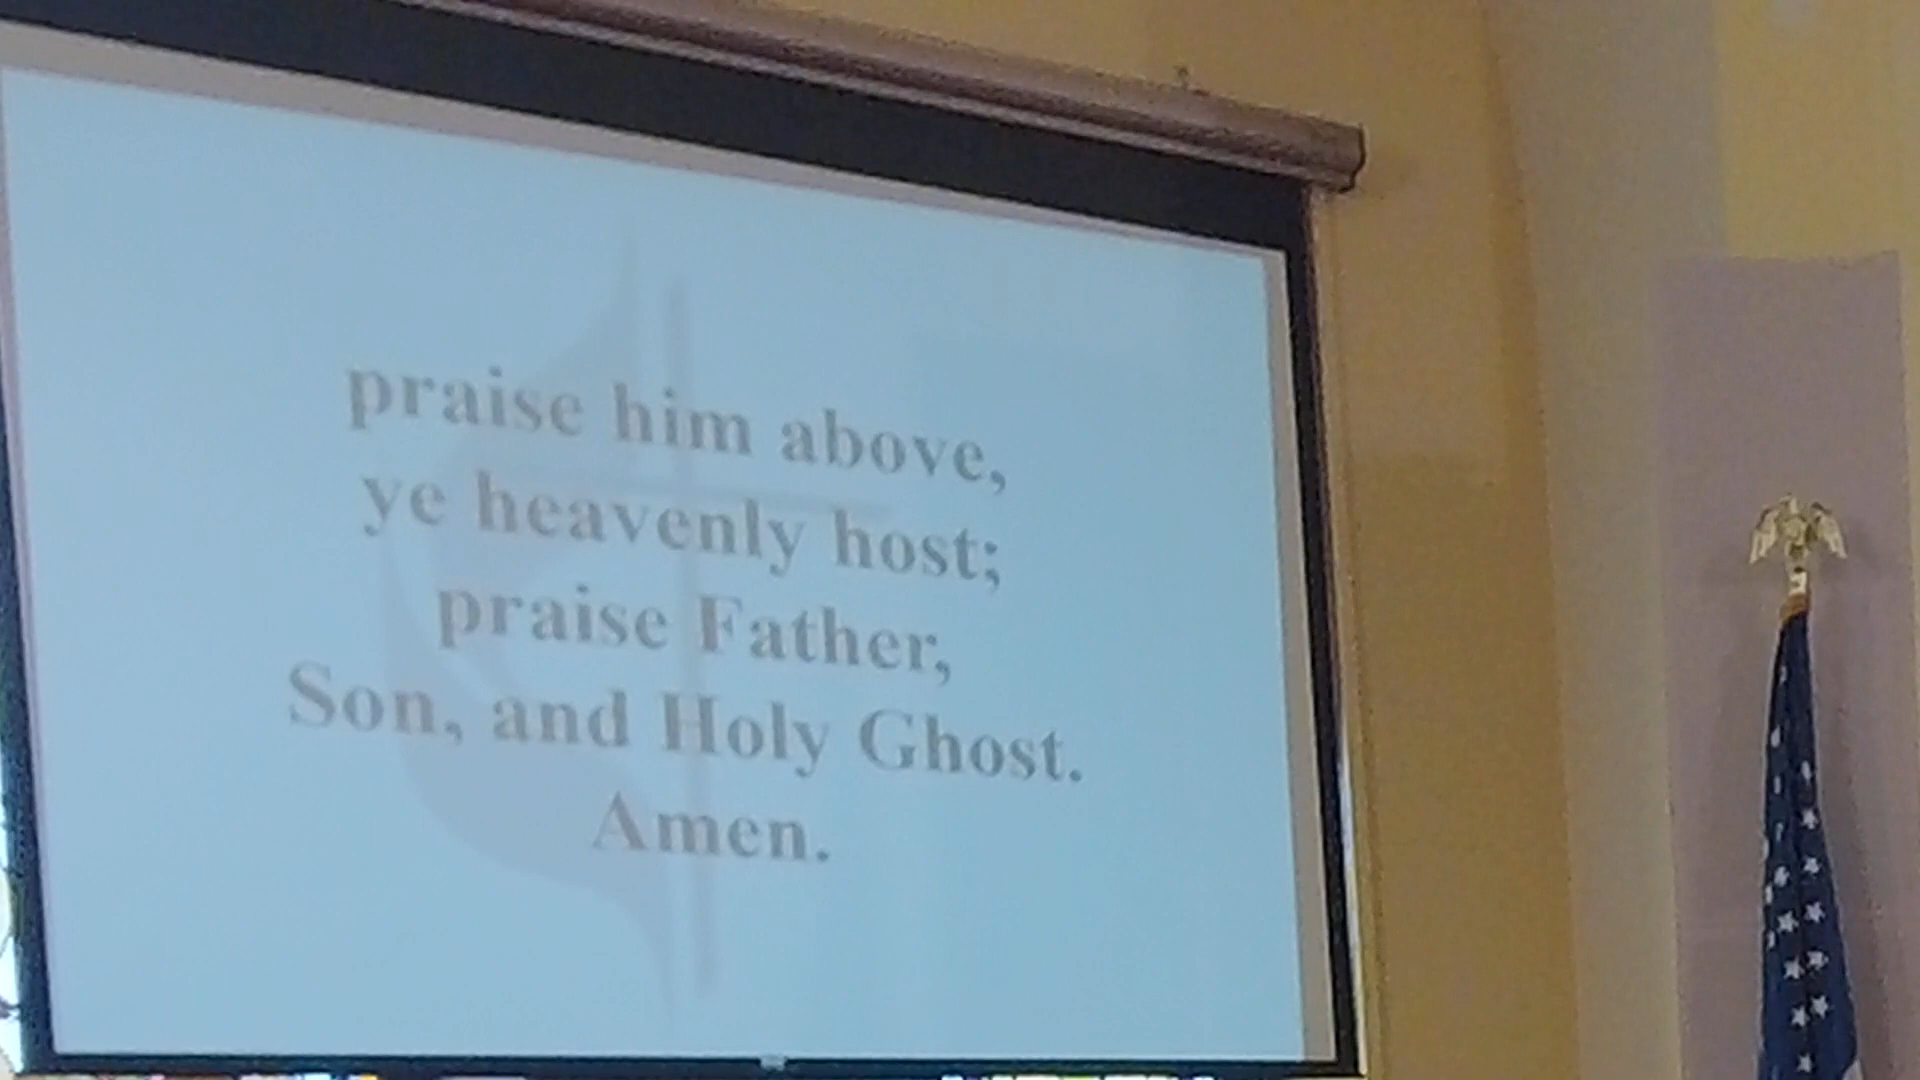 praise him above,
ye heavenly host;
praise Father,
Son, and Holy Ghost.
Amen.